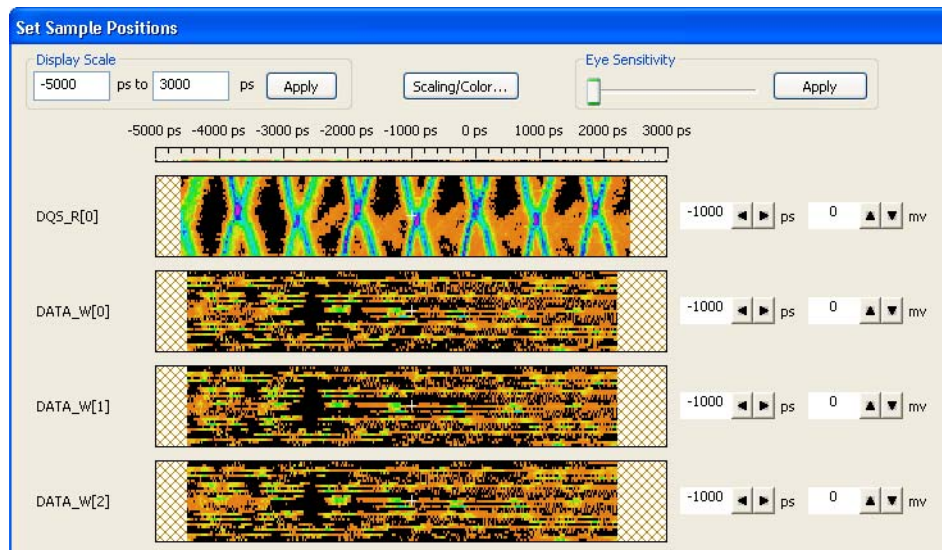 Set Sample Positions
Display Scale
-5000 ps to 3000 ps Apply
Scaling/Color...
Eye Sensitivity
Apply
-5000 ps -4000 ps -3000 ps -2000 ps -1000 ps 0 ps 1000 ps 2000 ps 3000 ps
DQS_R[0] -1000 ps 0 mv
DATA_W[0] -1000 ps 0 mv
DATA_W[1] -1000 ps 0 mv
DATA_W[2] -1000 ps 0 mv